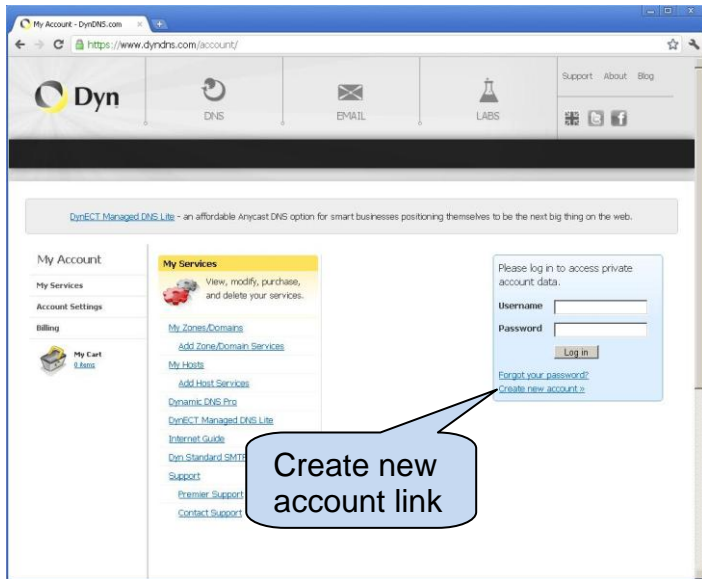 My Account - DynDNS.com
https://www.dyndns.com/account/
Dyn
DNS
EMAIL
LABS
Support About Blog
DynECT Managed DNS Lite - an affordable Anycast DNS option for smart businesses positioning themselves to be the next big thing on the web.
My Account
My Services
Account Settings
Billing
My Cart
0 items
My Services
View, modify, purchase,
and delete your services.
My Zones/Domains
Add Zone/Domain Services
My Hosts
Add Host Services
Dynamic DNS Pro
DynECT Managed DNS Lite
Internet Guide
Dyn Standard SMTP
Support
Premier Support
Contact Support
Please log in to access private
account data.
Username
Password
Log in
Forgot your password?
Create new account »
Create new
account link